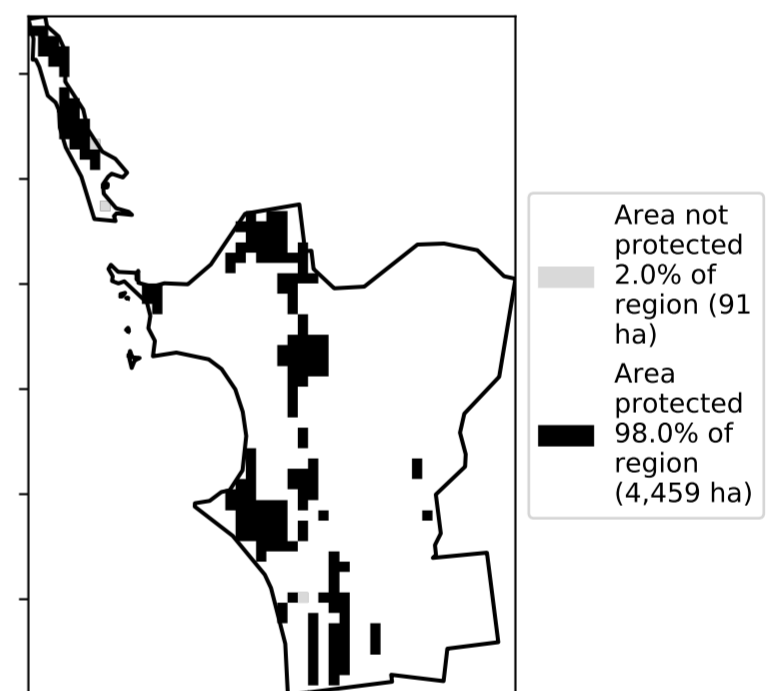 Area not
protected
2.0% of
region (91
ha)
Area
protected
98.0% of
region
(4,459 ha)